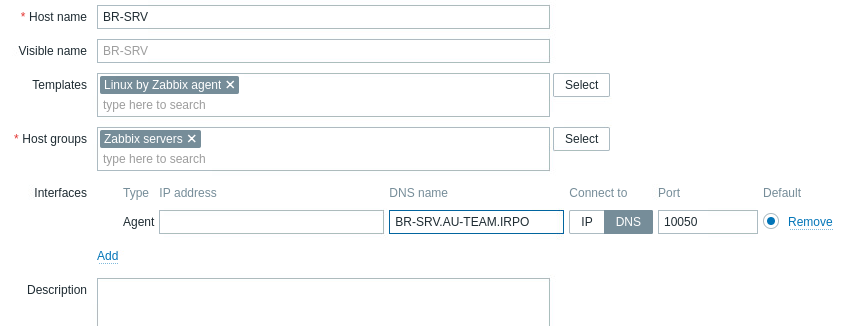 * Host name BR-SRV
Visible name BR-SRV
Templates Linux by Zabbix agent ✕ Select
type here to search
* Host groups Zabbix servers ✕ Select
type here to search
Interfaces Type IP address DNS name Connect to Port Default
Agent BR-SRV.AU-TEAM.IRPO IP DNS 10050 Remove
Add
Description